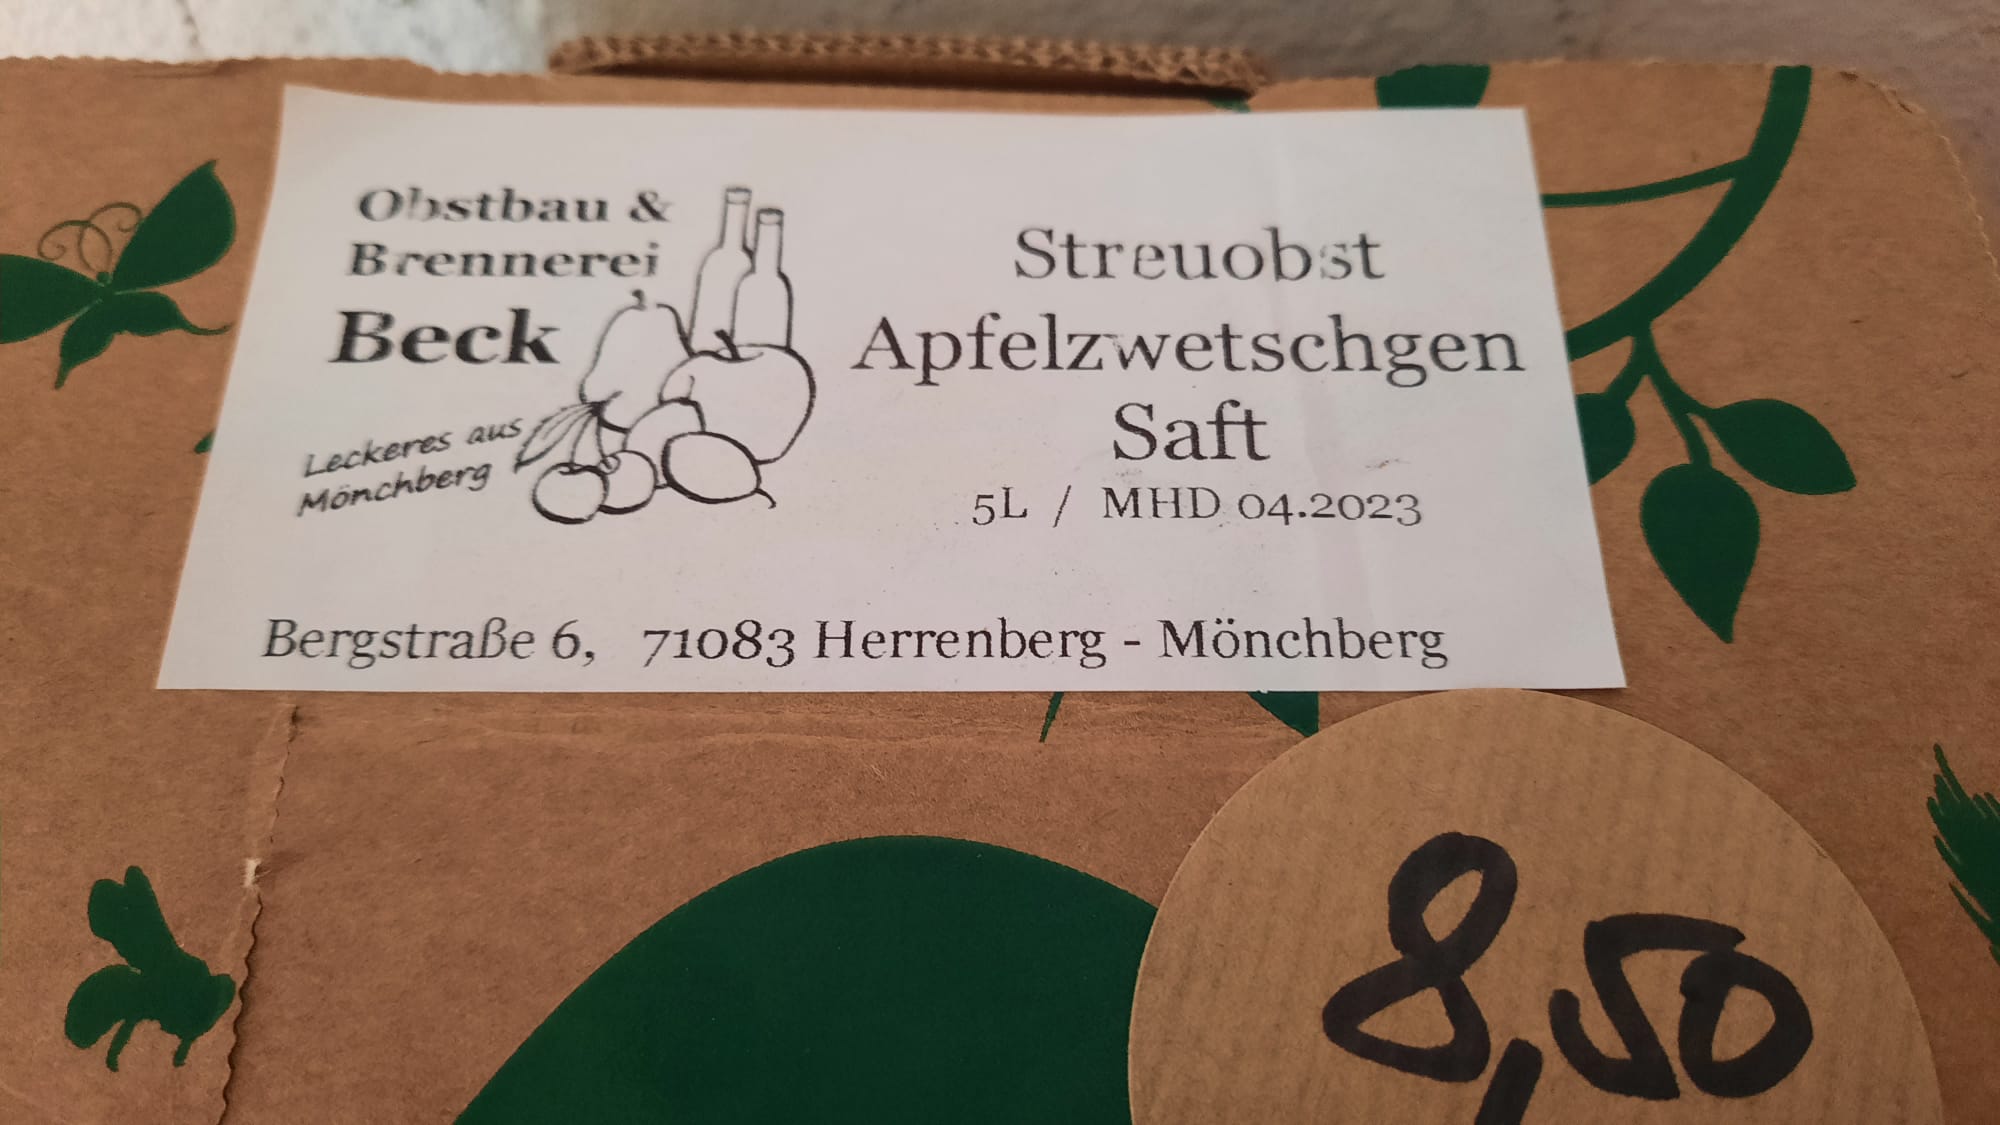 Obstbau &
Brennerei
Beck
Leckeres aus
Mönchberg
Streuobst
Apfelzwetschgen
Saft
5L / MHD 04.2023
Bergstraße 6, 71083 Herrenberg - Mönchberg
8,50